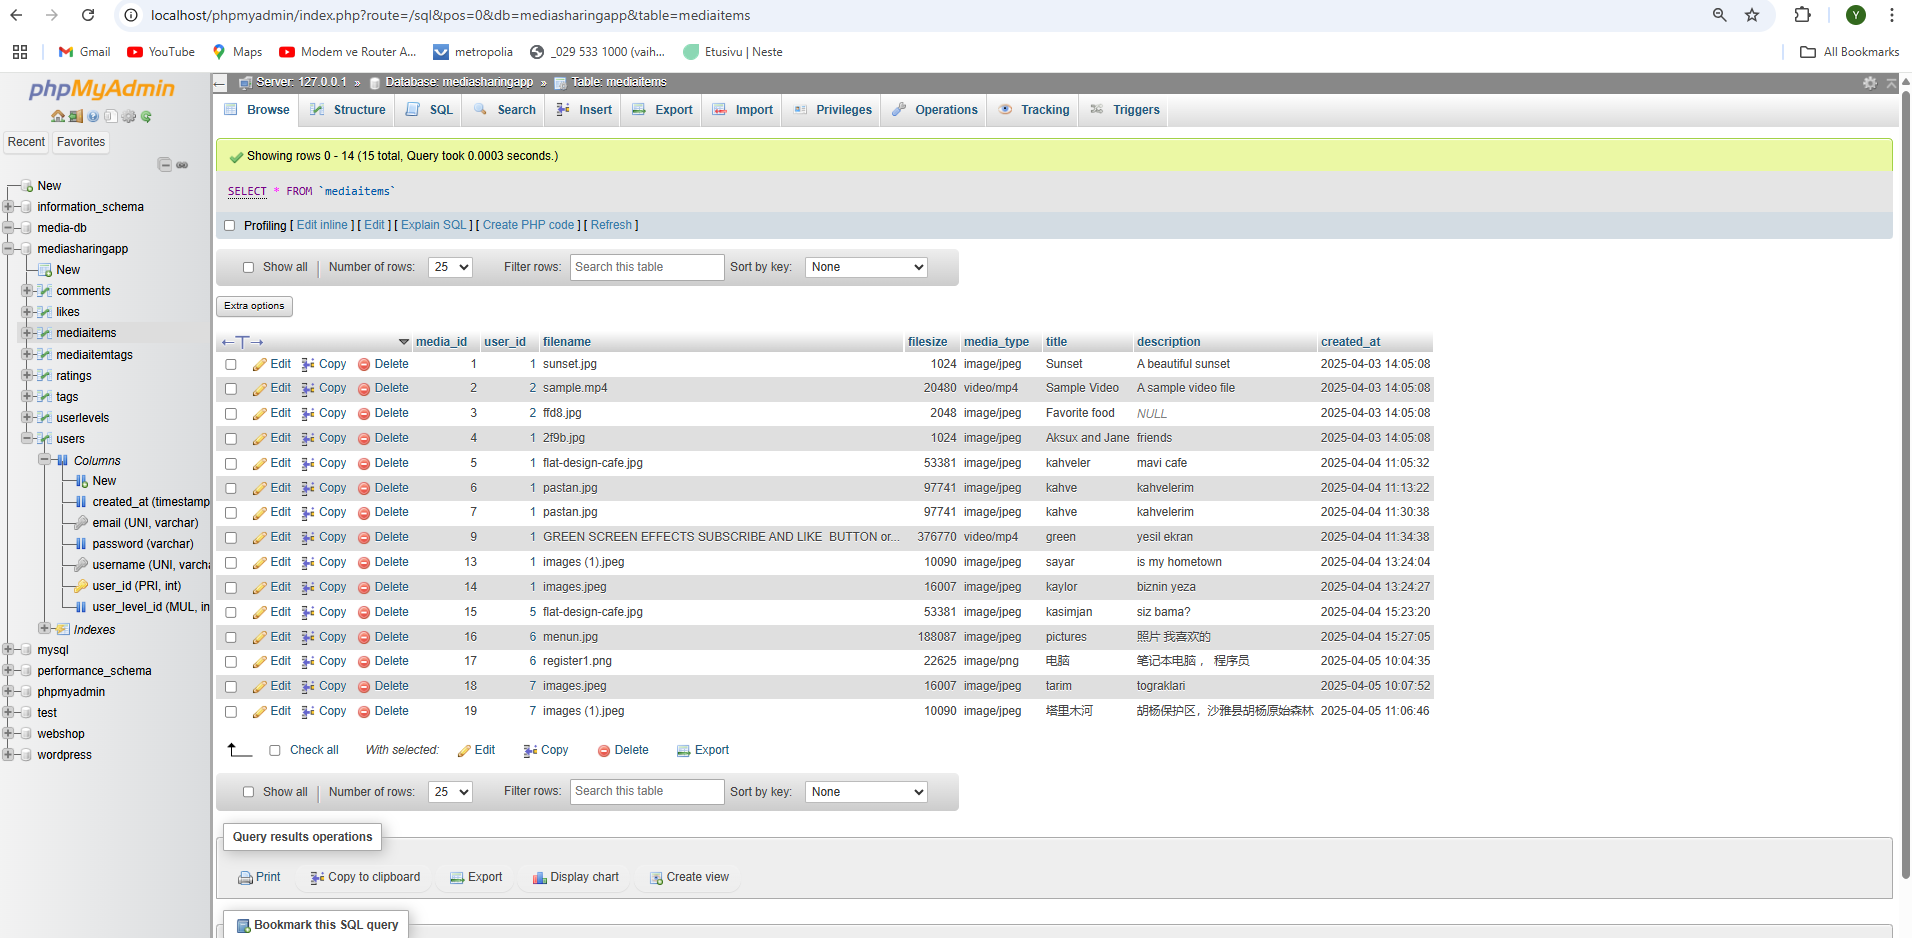 localhost/phpmyadmin/index.php?route=/sql&pos=0&db=mediasharingapp&table=mediaitems
Y
Gmail YouTube Maps Modem ve Router A... metropolia _029 533 1000 (vaih... Etusivu | Neste All Bookmarks
phpMyAdmin
Recent Favorites
New
information_schema
media-db
mediasharingapp
New
comments
likes
mediaitems
mediaitemtags
ratings
tags
userlevels
users
Columns
New
created_at (timestamp
email (UNI, varchar)
password (varchar)
username (UNI, varcha
user_id (PRI, int)
user_level_id (MUL, in
Indexes
mysql
performance_schema
phpmyadmin
test
webshop
wordpress
Server: 127.0.0.1 » Database: mediasharingapp » Table: mediaitems
Browse Structure SQL Search Insert Export Import Privileges Operations Tracking Triggers
Showing rows 0 - 14 (15 total, Query took 0.0003 seconds.)
SELECT * FROM `mediaitems`
Profiling [ Edit inline ] [ Edit ] [ Explain SQL ] [ Create PHP code ] [ Refresh ]
Show all | Number of rows: 25 Filter rows: Search this table Sort by key: None
Extra options
←T→ media_id user_id filename filesize media_type title description created_at
Edit Copy Delete 1 1 sunset.jpg 1024 image/jpeg Sunset A beautiful sunset 2025-04-03 14:05:08
Edit Copy Delete 2 2 sample.mp4 20480 video/mp4 Sample Video A sample video file 2025-04-03 14:05:08
Edit Copy Delete 3 2 ffd8.jpg 2048 image/jpeg Favorite food NULL 2025-04-03 14:05:08
Edit Copy Delete 4 1 2f9b.jpg 1024 image/jpeg Aksux and Jane friends 2025-04-03 14:05:08
Edit Copy Delete 5 1 flat-design-cafe.jpg 53381 image/jpeg kahveler mavi cafe 2025-04-04 11:05:32
Edit Copy Delete 6 1 pastan.jpg 97741 image/jpeg kahve kahvelerim 2025-04-04 11:13:22
Edit Copy Delete 7 1 pastan.jpg 97741 image/jpeg kahve kahvelerim 2025-04-04 11:30:38
Edit Copy Delete 9 1 GREEN SCREEN EFFECTS SUBSCRIBE AND LIKE BUTTON or... 376770 video/mp4 green yesil ekran 2025-04-04 11:34:38
Edit Copy Delete 13 1 images (1).jpeg 10090 image/jpeg sayar is my hometown 2025-04-04 13:24:04
Edit Copy Delete 14 1 images.jpeg 16007 image/jpeg kaylor biznin yeza 2025-04-04 13:24:27
Edit Copy Delete 15 5 flat-design-cafe.jpg 53381 image/jpeg kasimjan siz bama? 2025-04-04 15:23:20
Edit Copy Delete 16 6 menun.jpg 188087 image/jpeg pictures 照片 我喜欢的 2025-04-04 15:27:05
Edit Copy Delete 17 6 register1.png 22625 image/png 电脑 笔记本电脑， 程序员 2025-04-05 10:04:35
Edit Copy Delete 18 7 images.jpeg 16007 image/jpeg tarim tograklari 2025-04-05 10:07:52
Edit Copy Delete 19 7 images (1).jpeg 10090 image/jpeg 塔里木河 胡杨保护区，沙雅县胡杨原始森林 2025-04-05 11:06:46
Check all With selected: Edit Copy Delete Export
Show all | Number of rows: 25 Filter rows: Search this table Sort by key: None
Query results operations
Print Copy to clipboard Export Display chart Create view
Bookmark this SQL query